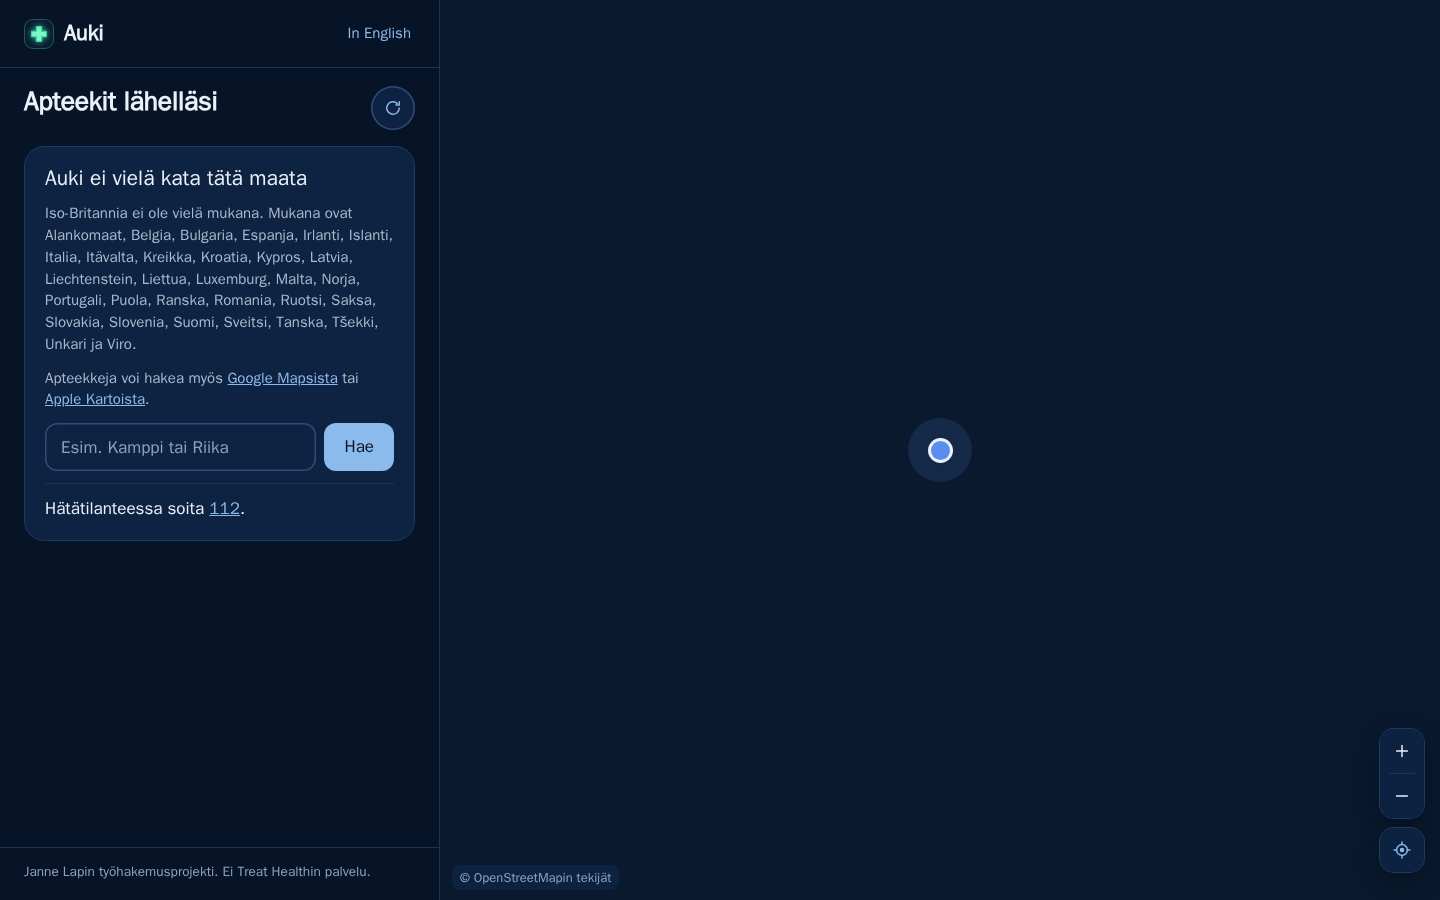 Auki
In English
Apteekit lähelläsi
Auki ei vielä kata tätä maata
Iso-Britannia ei ole vielä mukana. Mukana ovat
Alankomaat, Belgia, Bulgaria, Espanja, Irlanti, Islanti,
Italia, Itävalta, Kreikka, Kroatia, Kypros, Latvia,
Liechtenstein, Liettua, Luxemburg, Malta, Norja,
Portugali, Puola, Ranska, Romania, Ruotsi, Saksa,
Slovakia, Slovenia, Suomi, Sveitsi, Tanska, Tšekki,
Unkari ja Viro.
Apteekkeja voi hakea myös Google Mapsista tai
Apple Kartoista.
Esim. Kamppi tai Riika
Hae
Hätätilanteessa soita 112.
Janne Lapin työhakemusprojekti. Ei Treat Healthin palvelu.
© OpenStreetMapin tekijät